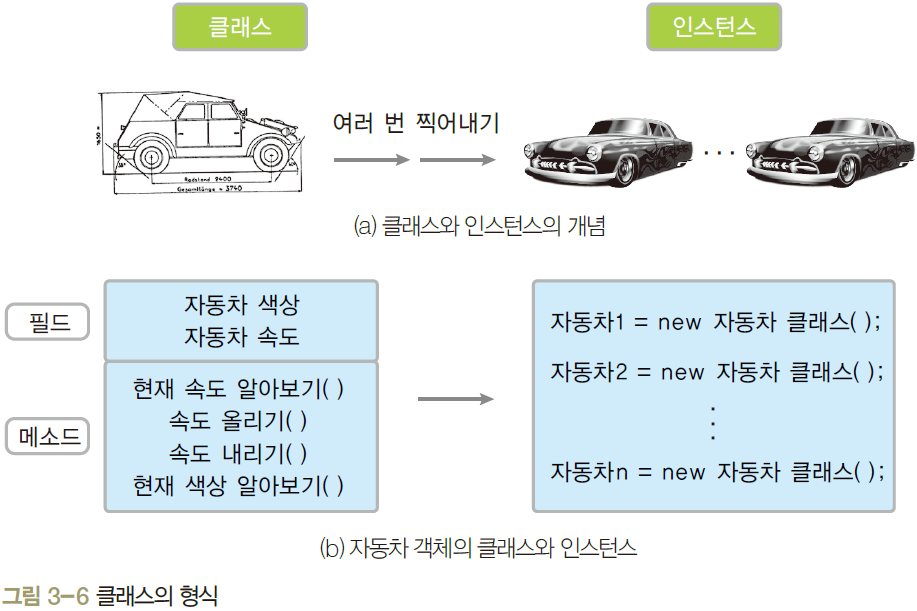 클래스
인스턴스
여러 번 찍어내기
Radstand 2400
Gesamtlänge = 3740
(a) 클래스와 인스턴스의 개념
필드
자동차 색상
자동차 속도
메소드
현재 속도 알아보기( )
속도 올리기( )
속도 내리기( )
현재 색상 알아보기( )
자동차1 = new 자동차 클래스( );
자동차2 = new 자동차 클래스( );
자동차n = new 자동차 클래스( );
(b) 자동차 객체의 클래스와 인스턴스
그림 3-6 클래스의 형식